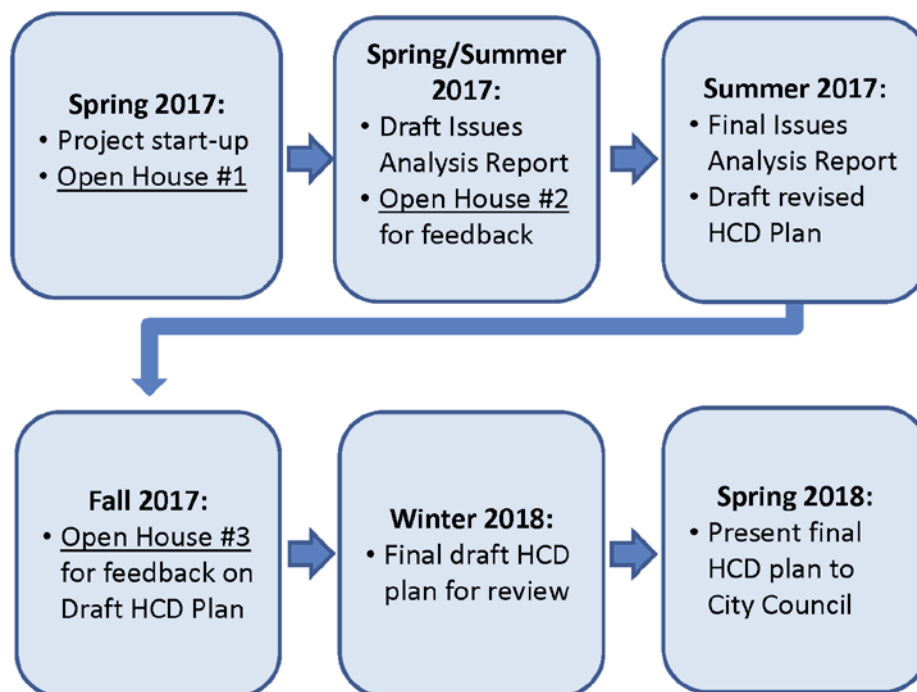 Spring 2017:
• Project start-up
• Open House #1
Spring/Summer
2017:
• Draft Issues
Analysis Report
• Open House #2
for feedback
Summer 2017:
• Final Issues
Analysis Report
• Draft revised
HCD Plan
Fall 2017:
• Open House #3
for feedback on
Draft HCD Plan
Winter 2018:
• Final draft HCD
plan for review
Spring 2018:
• Present final
HCD plan to
City Council